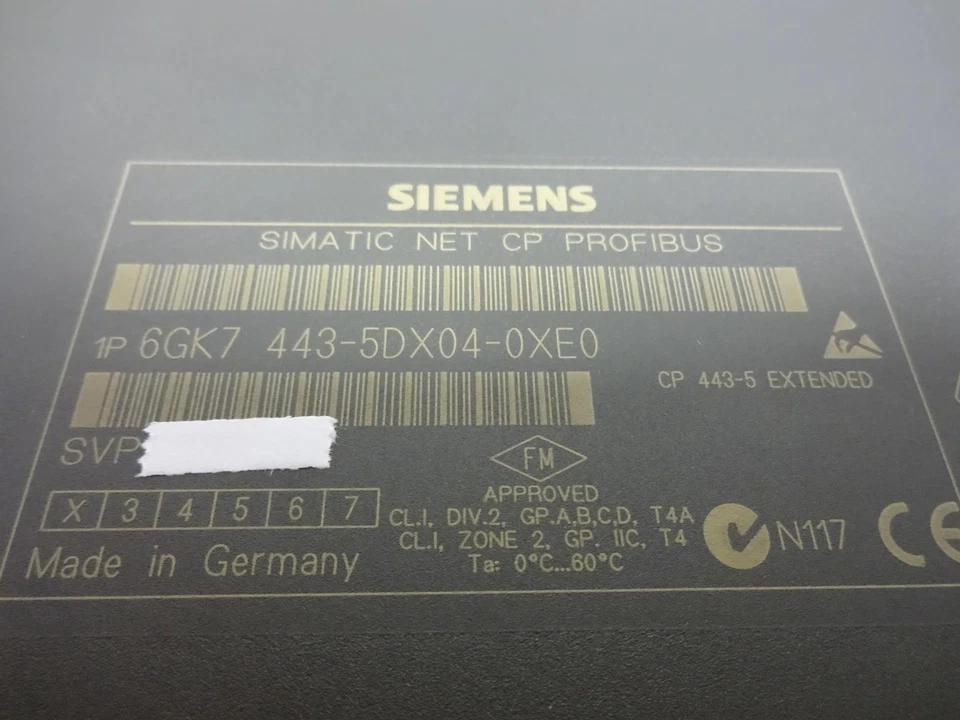 SIEMENS
SIMATIC NET CP PROFIBUS
1P 6GK7 443-5DX04-0XE0
CP 443-5 EXTENDED
SVP
FM
APPROVED
X 3 4 5 6 7
CL.I, DIV.2, GP.A,B,C,D, T4A
CL.I, ZONE 2, GP. IIC, T4
Ta: 0°C...60°C
N117
CE
Made in Germany